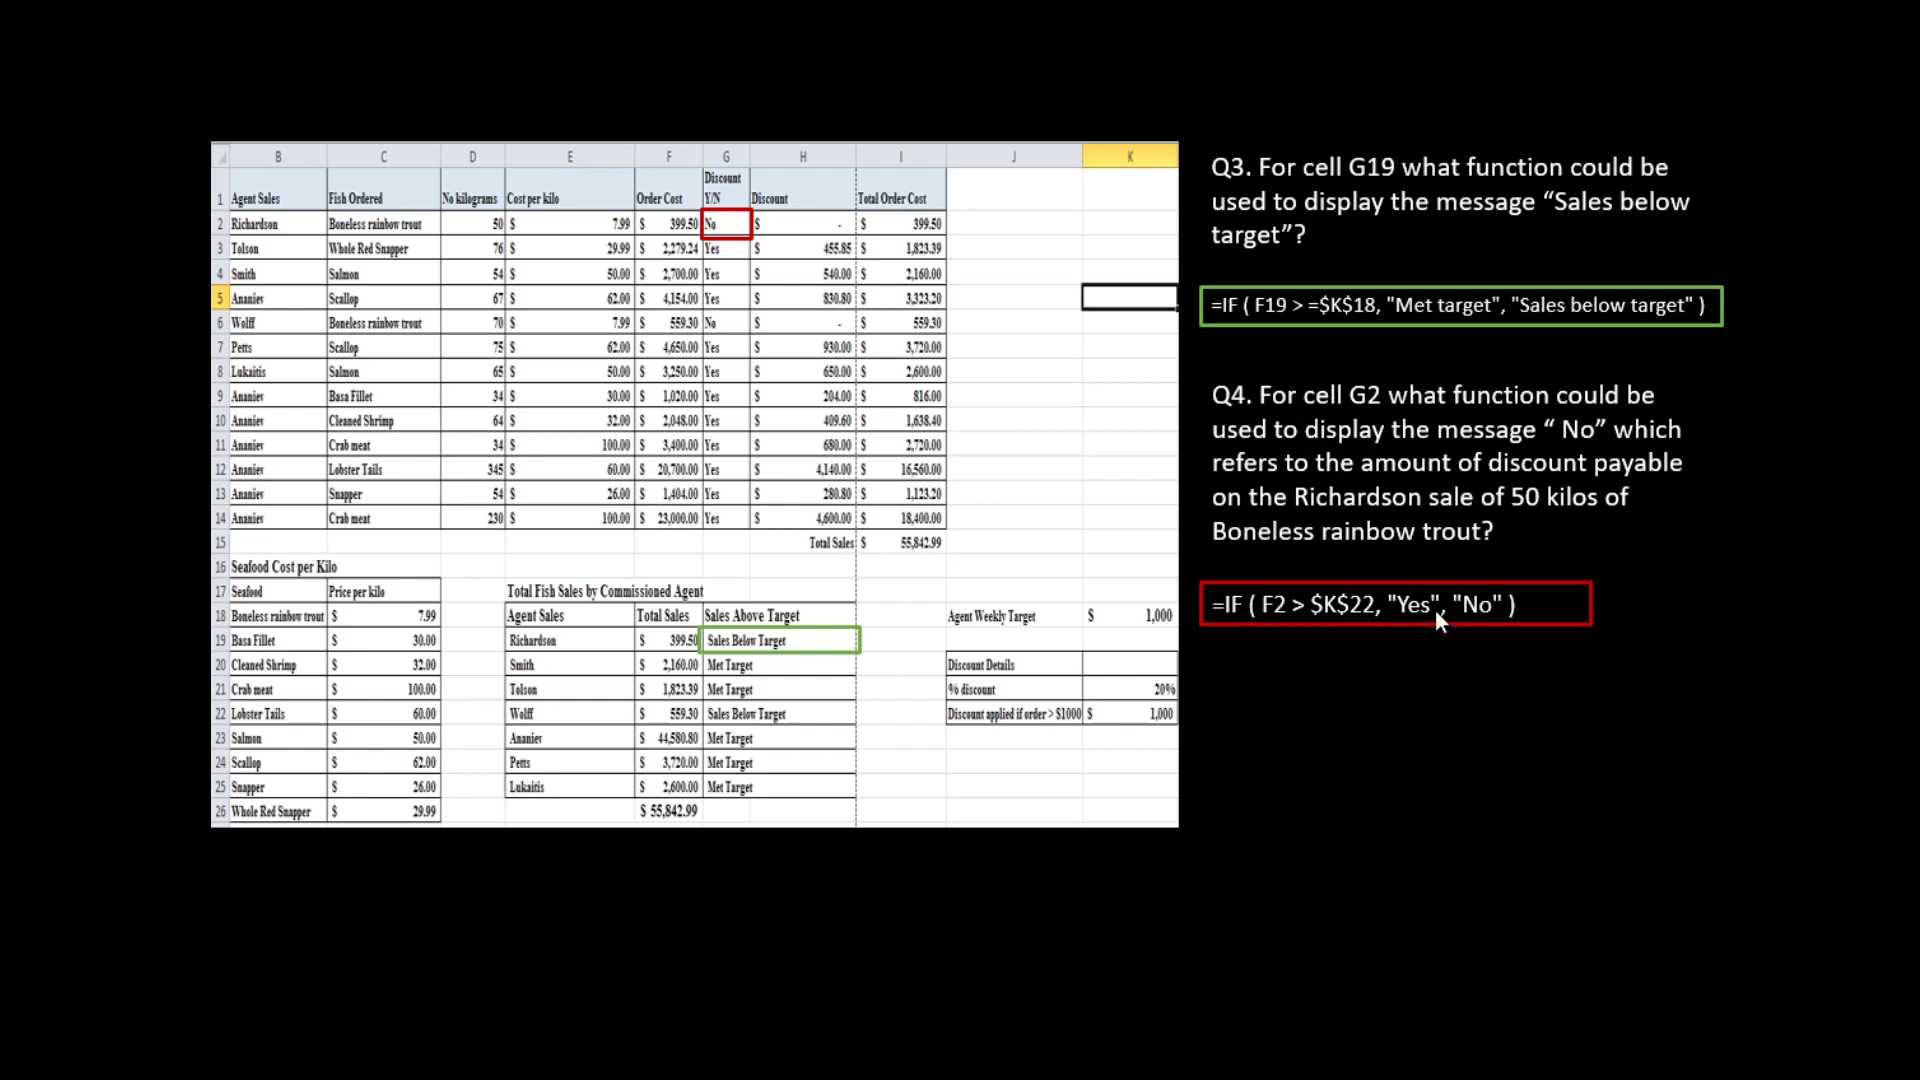 B C D E F G H I J K
Discount
1 Agent Sales Fish Ordered No kilograms Cost per kilo Order Cost Y/N Discount Total Order Cost
2 Richardson Boneless rainbow trout 50 $ 7.99 $ 399.50 No $ - $ 399.50
3 Tolson Whole Red Snapper 76 $ 29.99 $ 2,279.24 Yes $ 455.85 $ 1,823.39
4 Smith Salmon 54 $ 50.00 $ 2,700.00 Yes $ 540.00 $ 2,160.00
5 Ananiev Scallop 67 $ 62.00 $ 4,154.00 Yes $ 830.80 $ 3,323.20
6 Wolff Boneless rainbow trout 70 $ 7.99 $ 559.30 No $ - $ 559.30
7 Petts Scallop 75 $ 62.00 $ 4,650.00 Yes $ 930.00 $ 3,720.00
8 Lukaitis Salmon 65 $ 50.00 $ 3,250.00 Yes $ 650.00 $ 2,600.00
9 Ananiev Basa Fillet 34 $ 30.00 $ 1,020.00 Yes $ 204.00 $ 816.00
10 Ananiev Cleaned Shrimp 64 $ 32.00 $ 2,048.00 Yes $ 409.60 $ 1,638.40
11 Ananiev Crab meat 34 $ 100.00 $ 3,400.00 Yes $ 680.00 $ 2,720.00
12 Ananiev Lobster Tails 345 $ 60.00 $ 20,700.00 Yes $ 4,140.00 $ 16,560.00
13 Ananiev Snapper 54 $ 26.00 $ 1,404.00 Yes $ 280.80 $ 1,123.20
14 Ananiev Crab meat 230 $ 100.00 $ 23,000.00 Yes $ 4,600.00 $ 18,400.00
15 Total Sales $ 55,842.99
16 Seafood Cost per Kilo
17 Seafood Price per kilo Total Fish Sales by Commissioned Agent
18 Boneless rainbow trout $ 7.99 Agent Sales Total Sales Sales Above Target Agent Weekly Target $ 1,000
19 Basa Fillet $ 30.00 Richardson $ 399.50 Sales Below Target
20 Cleaned Shrimp $ 32.00 Smith $ 2,160.00 Met Target Discount Details
21 Crab meat $ 100.00 Tolson $ 1,823.39 Met Target % discount 20%
22 Lobster Tails $ 60.00 Wolff $ 559.30 Sales Below Target Discount applied if order > $1000 $ 1,000
23 Salmon $ 50.00 Ananiev $ 44,580.80 Met Target
24 Scallop $ 62.00 Petts $ 3,720.00 Met Target
25 Snapper $ 26.00 Lukaitis $ 2,600.00 Met Target
26 Whole Red Snapper $ 29.99 $ 55,842.99
Q3. For cell G19 what function could be
used to display the message “Sales below
target”?
=IF ( F19 > =$K$18, "Met target", "Sales below target" )
Q4. For cell G2 what function could be
used to display the message “ No” which
refers to the amount of discount payable
on the Richardson sale of 50 kilos of
Boneless rainbow trout?
=IF ( F2 > $K$22, "Yes", "No" )